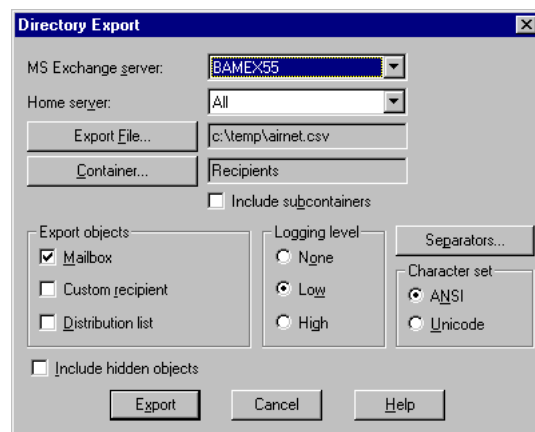 Directory Export
MS Exchange server: BAMEX55
Home server: All
Export File... c:\temp\airnet.csv
Container... Recipients
Include subcontainers
Export objects
Mailbox
Custom recipient
Distribution list
Logging level
None
Low
High
Separators...
Character set
ANSI
Unicode
Include hidden objects
Export Cancel Help